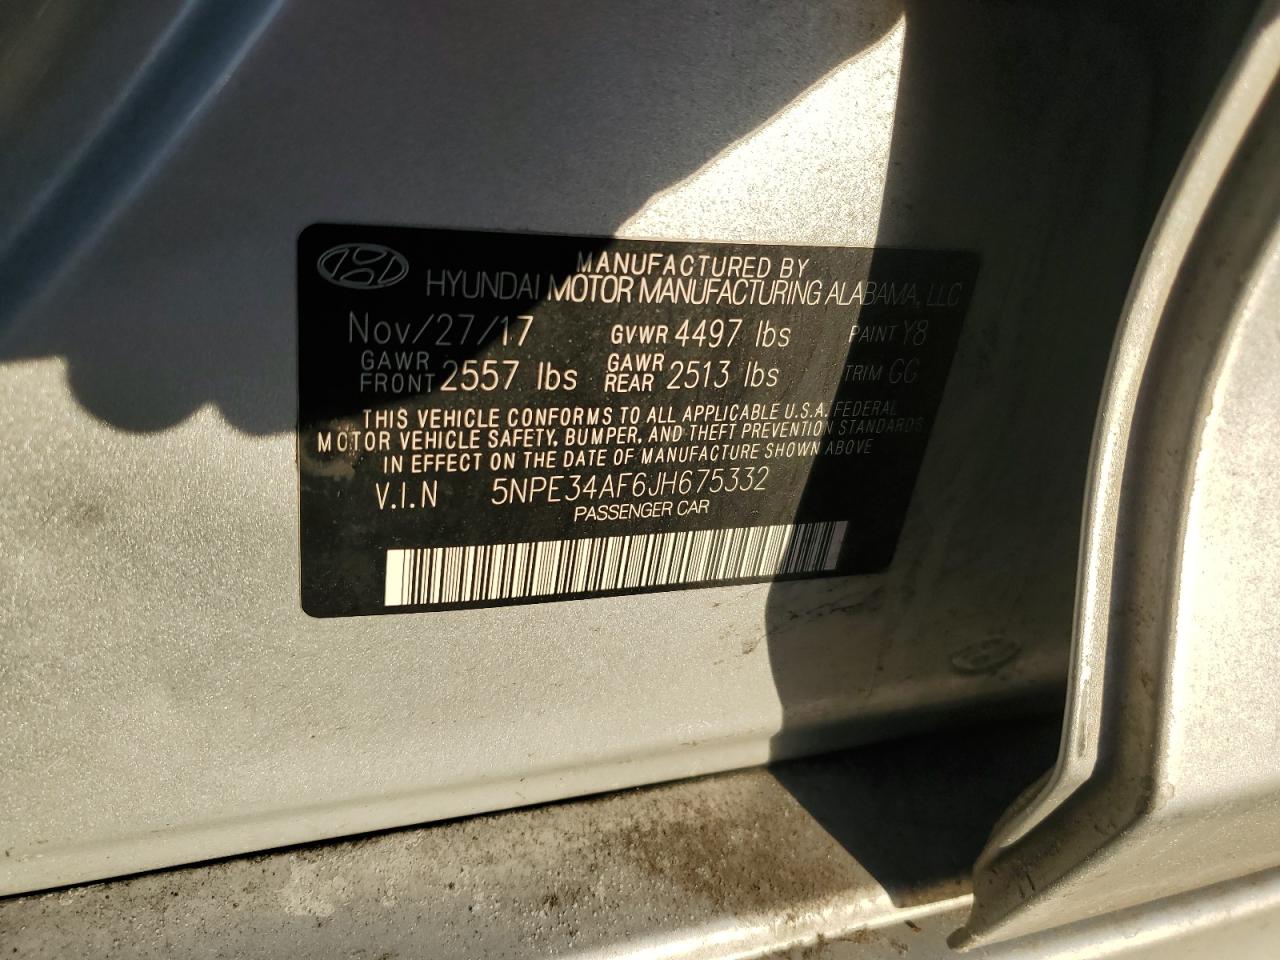 MANUFACTURED BY
HYUNDAI MOTOR MANUFACTURING ALABAMA, LLC
Nov/27/17 GVWR 4497 lbs PAINT Y8
GAWR FRONT 2557 lbs GAWR REAR 2513 lbs TRIM GG
THIS VEHICLE CONFORMS TO ALL APPLICABLE U.S.A. FEDERAL
MOTOR VEHICLE SAFETY, BUMPER, AND THEFT PREVENTION STANDARDS
IN EFFECT ON THE DATE OF MANUFACTURE SHOWN ABOVE
V.I.N 5NPE34AF6JH675332
PASSENGER CAR